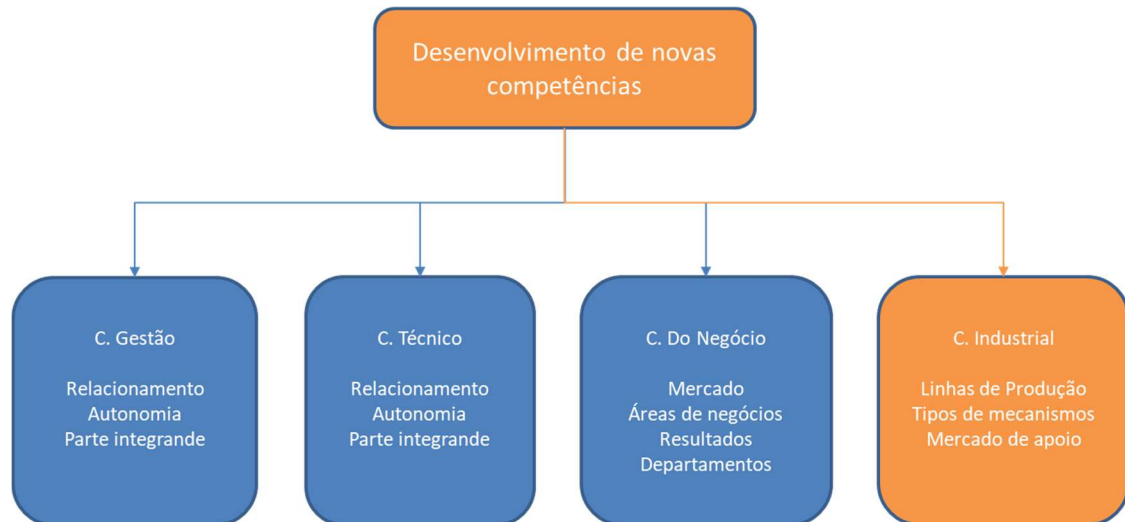 Desenvolvimento de novas
competências
C. Gestão
Relacionamento
Autonomia
Parte integrande
C. Técnico
Relacionamento
Autonomia
Parte integrande
C. Do Negócio
Mercado
Áreas de negócios
Resultados
Departamentos
C. Industrial
Linhas de Produção
Tipos de mecanismos
Mercado de apoio